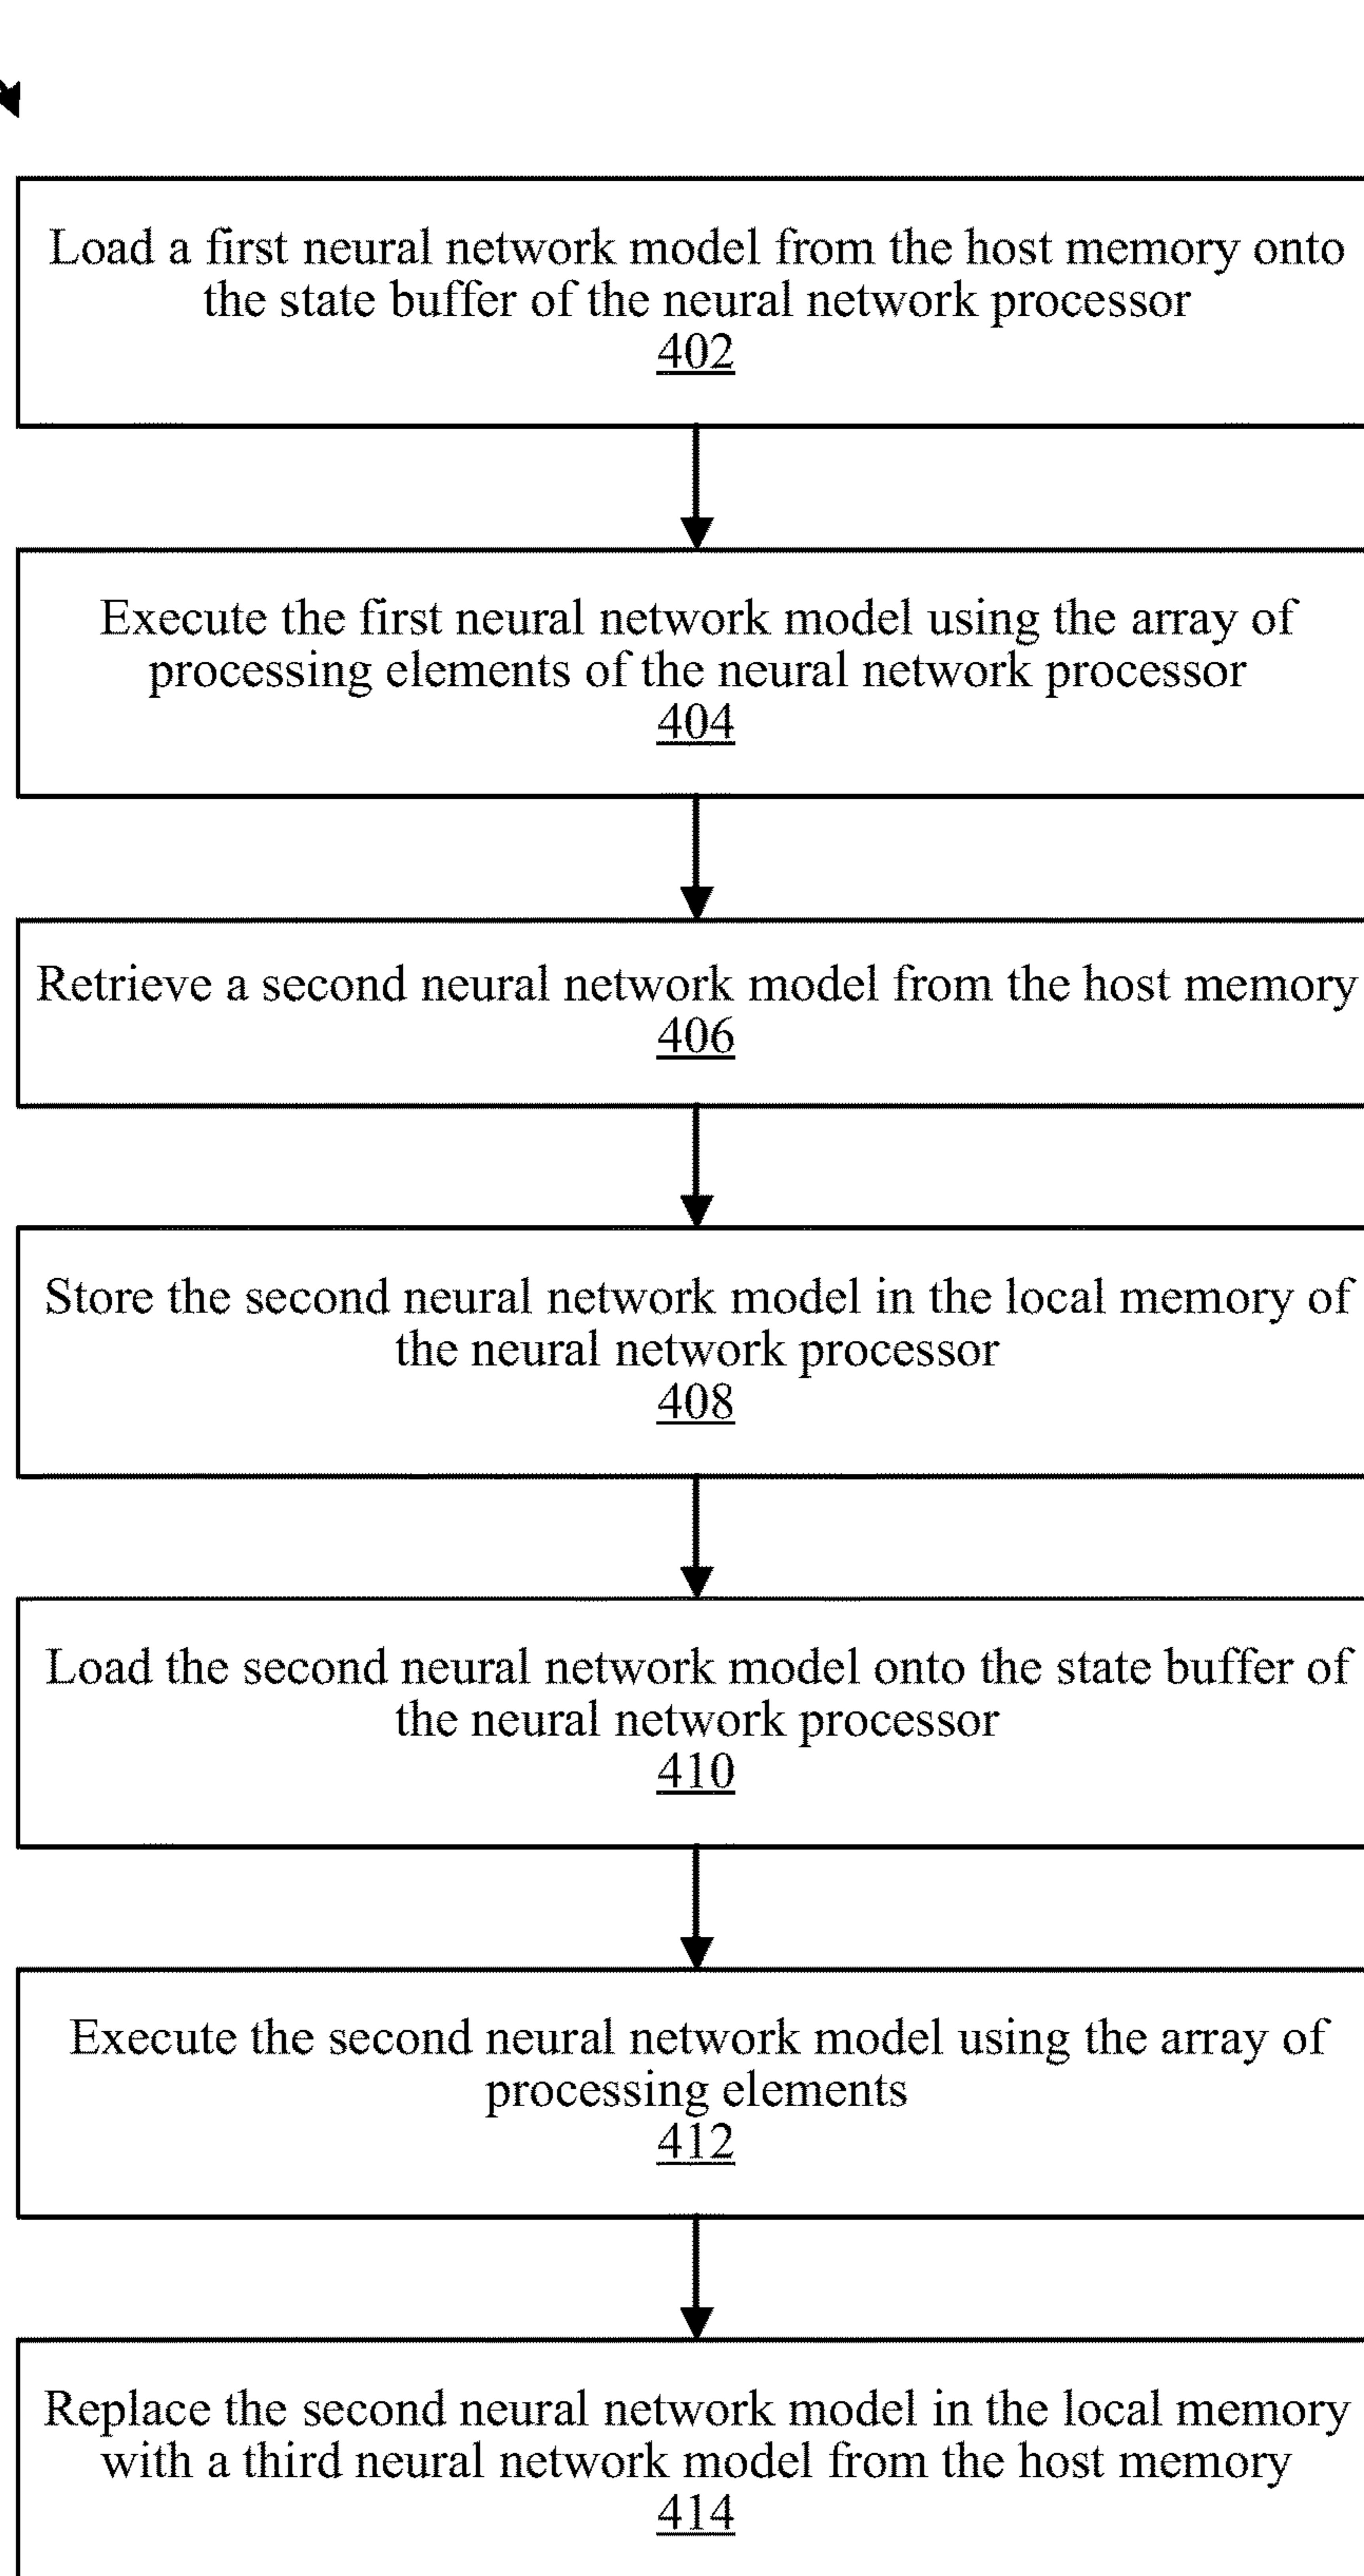 Load a first neural network model from the host memory onto
the state buffer of the neural network processor
402
Execute the first neural network model using the array of
processing elements of the neural network processor
404
Retrieve a second neural network model from the host memory
406
Store the second neural network model in the local memory of
the neural network processor
408
Load the second neural network model onto the state buffer of
the neural network processor
410
Execute the second neural network model using the array of
processing elements
412
Replace the second neural network model in the local memory
with a third neural network model from the host memory
414